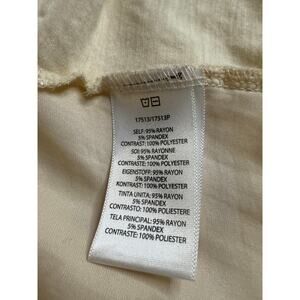 17513/17513P
SELF: 95% RAYON
5% SPANDEX
CONTRAST: 100% POLYESTER
SOI: 95% RAYONNE
5% SPANDEX
CONTRASTE: 100% POLYESTER
EIGENSTOFF: 95% RAYON
5% SPANDEX
KONTRAST: 100% POLYESTER
TINTA UNITA: 95% RAYON
5% SPANDEX
CONTRASTO: 100% POLIESTERE
TELA PRINCIPAL: 95% RAYON
5% SPANDEX
CONTRASTE: 100% POLIESTER